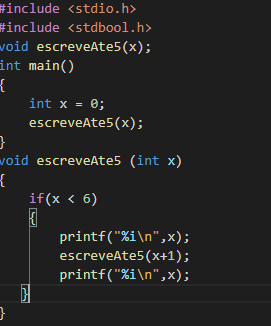 #include <stdio.h>
#include <stdbool.h>
void escreveAte5(x);
int main()
{
    int x = 0;
    escreveAte5(x);
}
void escreveAte5 (int x)
{
    if(x < 6)
    {
        printf("%i\n",x);
        escreveAte5(x+1);
        printf("%i\n",x);
    }
}